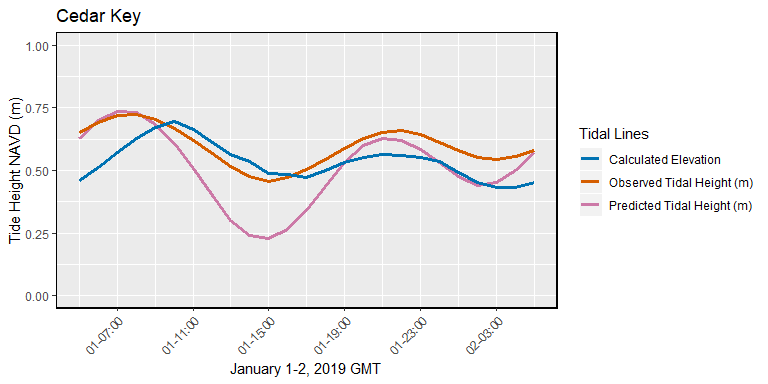 Cedar Key
1.00
0.75
0.50
0.25
0.00
Tide Height NAVD (m)
01-07:00
01-11:00
01-15:00
01-19:00
01-23:00
02-03:00
January 1-2, 2019 GMT
Tidal Lines
Calculated Elevation
Observed Tidal Height (m)
Predicted Tidal Height (m)